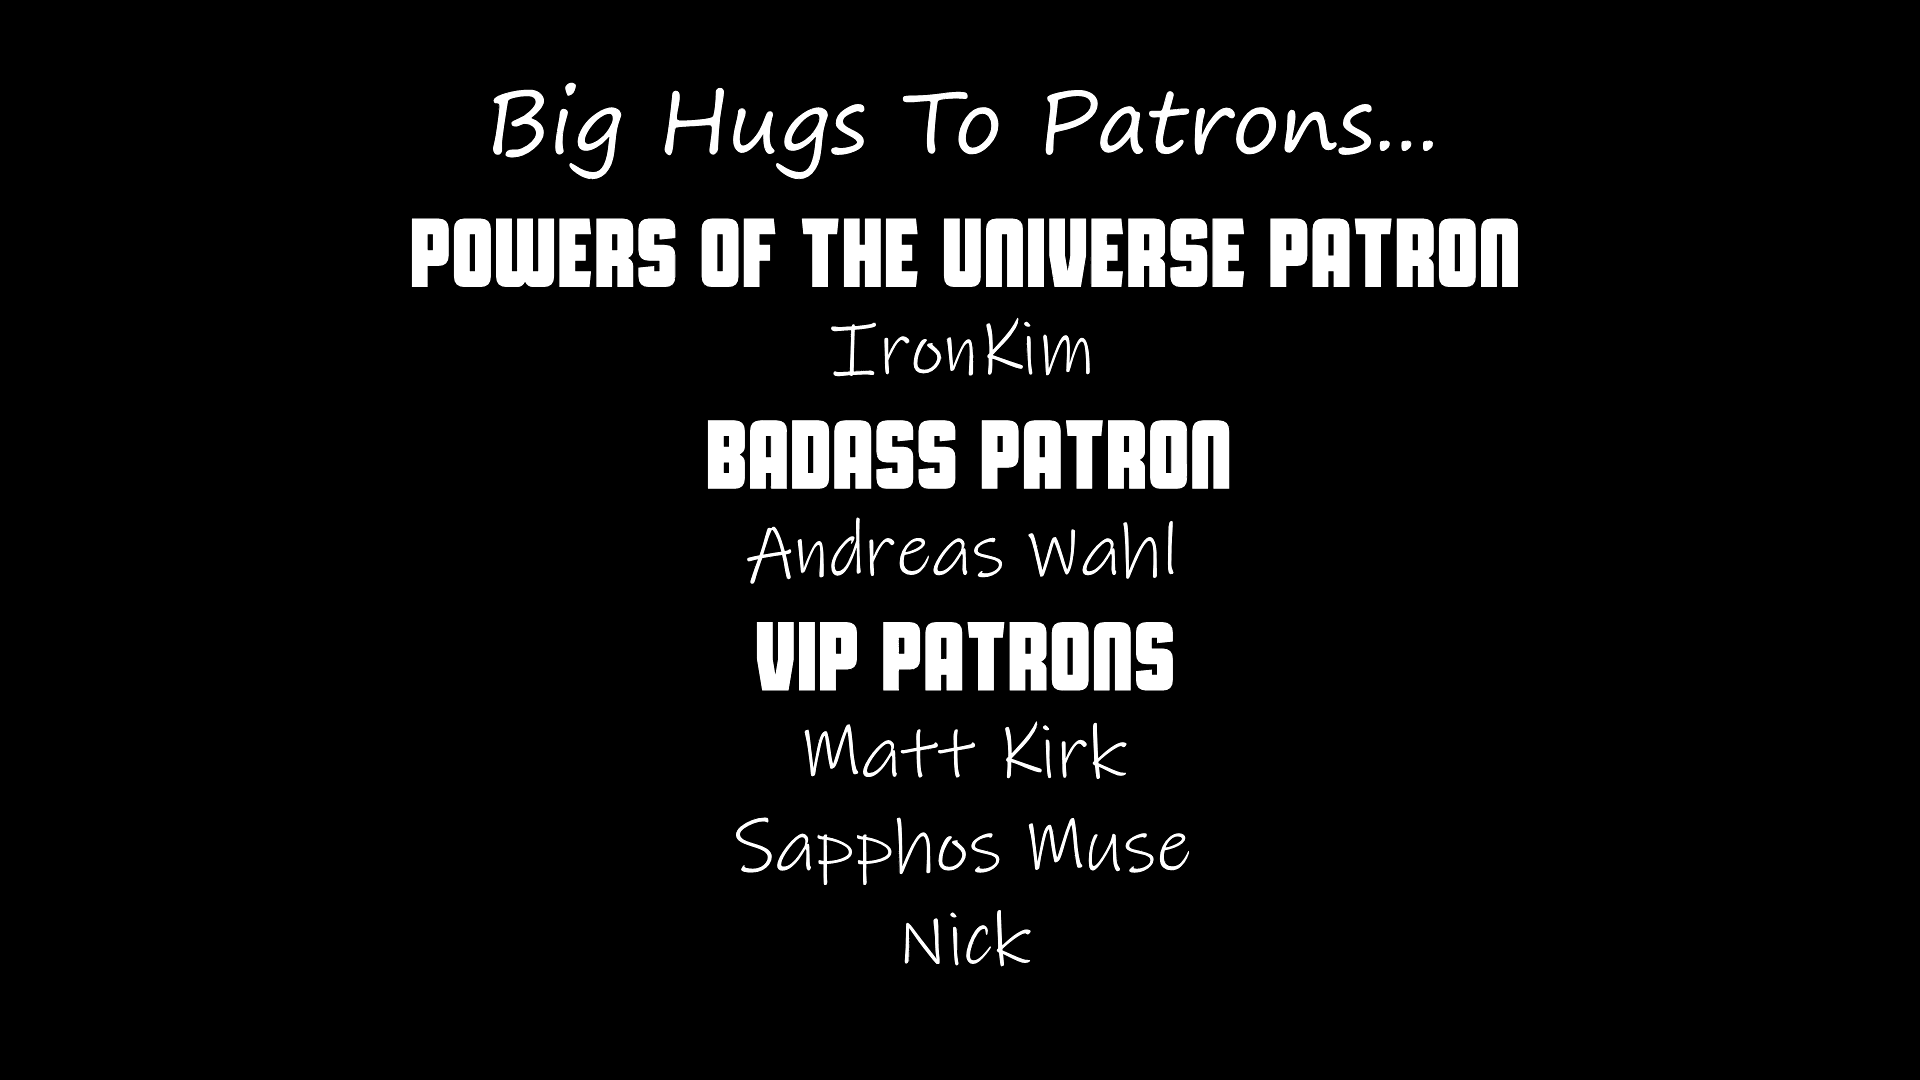 Big Hugs To Patrons...
POWERS OF THE UNIVERSE PATRON
IronKim
BADASS PATRON
Andreas Wahl
VIP PATRONS
Matt Kirk
Sapphos Muse
Nick